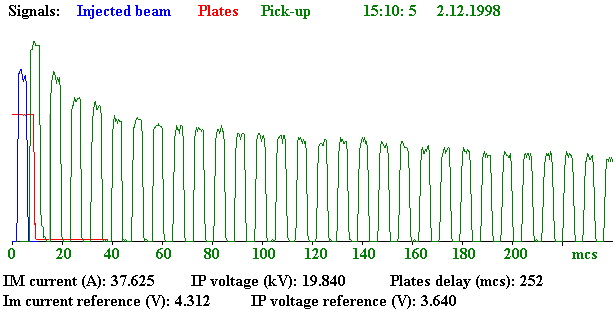 Signals: Injected beam Plates Pick-up 15:10: 5 2.12.1998
0 20 40 60 80 100 120 140 160 180 200 mcs
IM current (A): 37.625 IP voltage (kV): 19.840 Plates delay (mcs): 252
Im current reference (V): 4.312 IP voltage reference (V): 3.640